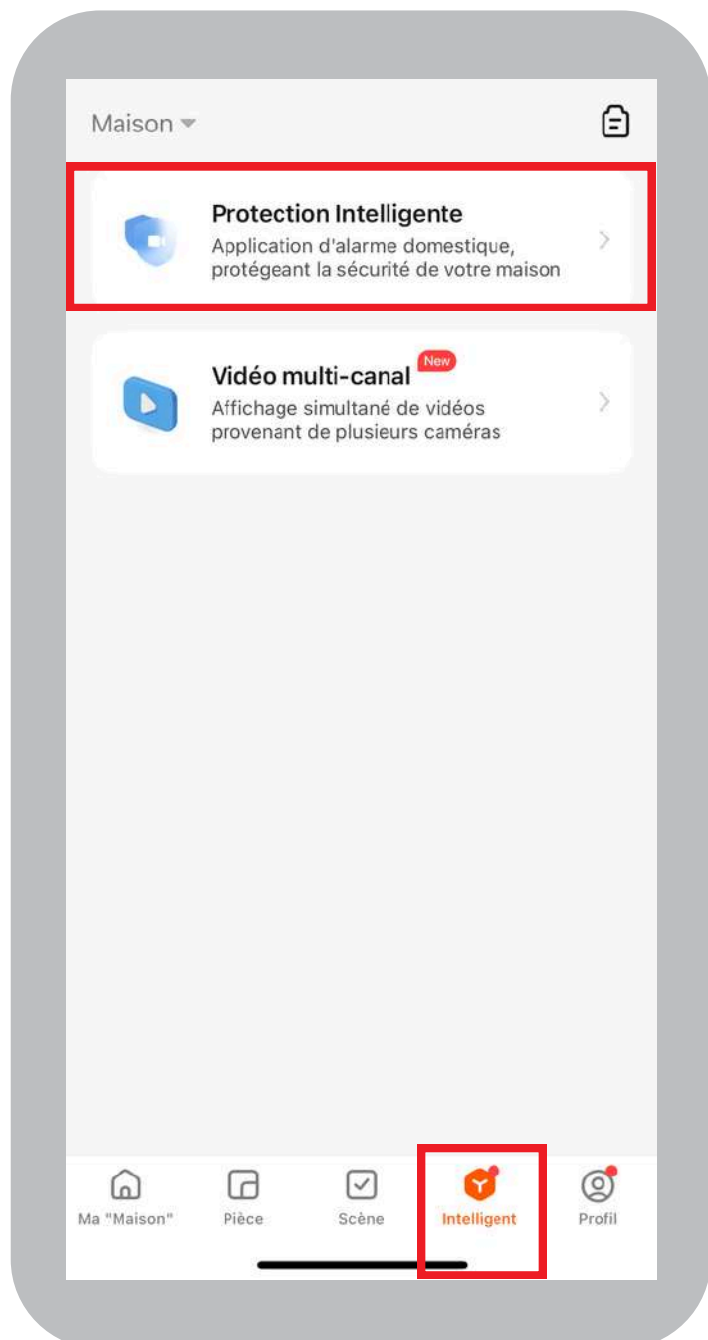 Maison
Protection Intelligente
Application d'alarme domestique,
protégeant la sécurité de votre maison
Vidéo multi-canal New
Affichage simultané de vidéos
provenant de plusieurs caméras
Ma "Maison" Pièce Scène Intelligent Profil